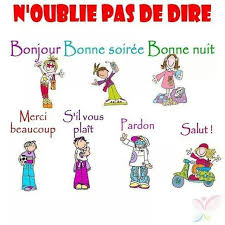 N'OUBLIE PAS DE DIRE
Bonjour Bonne soirée Bonne nuit
Merci beaucoup
S'il vous plaît
Pardon
Salut !